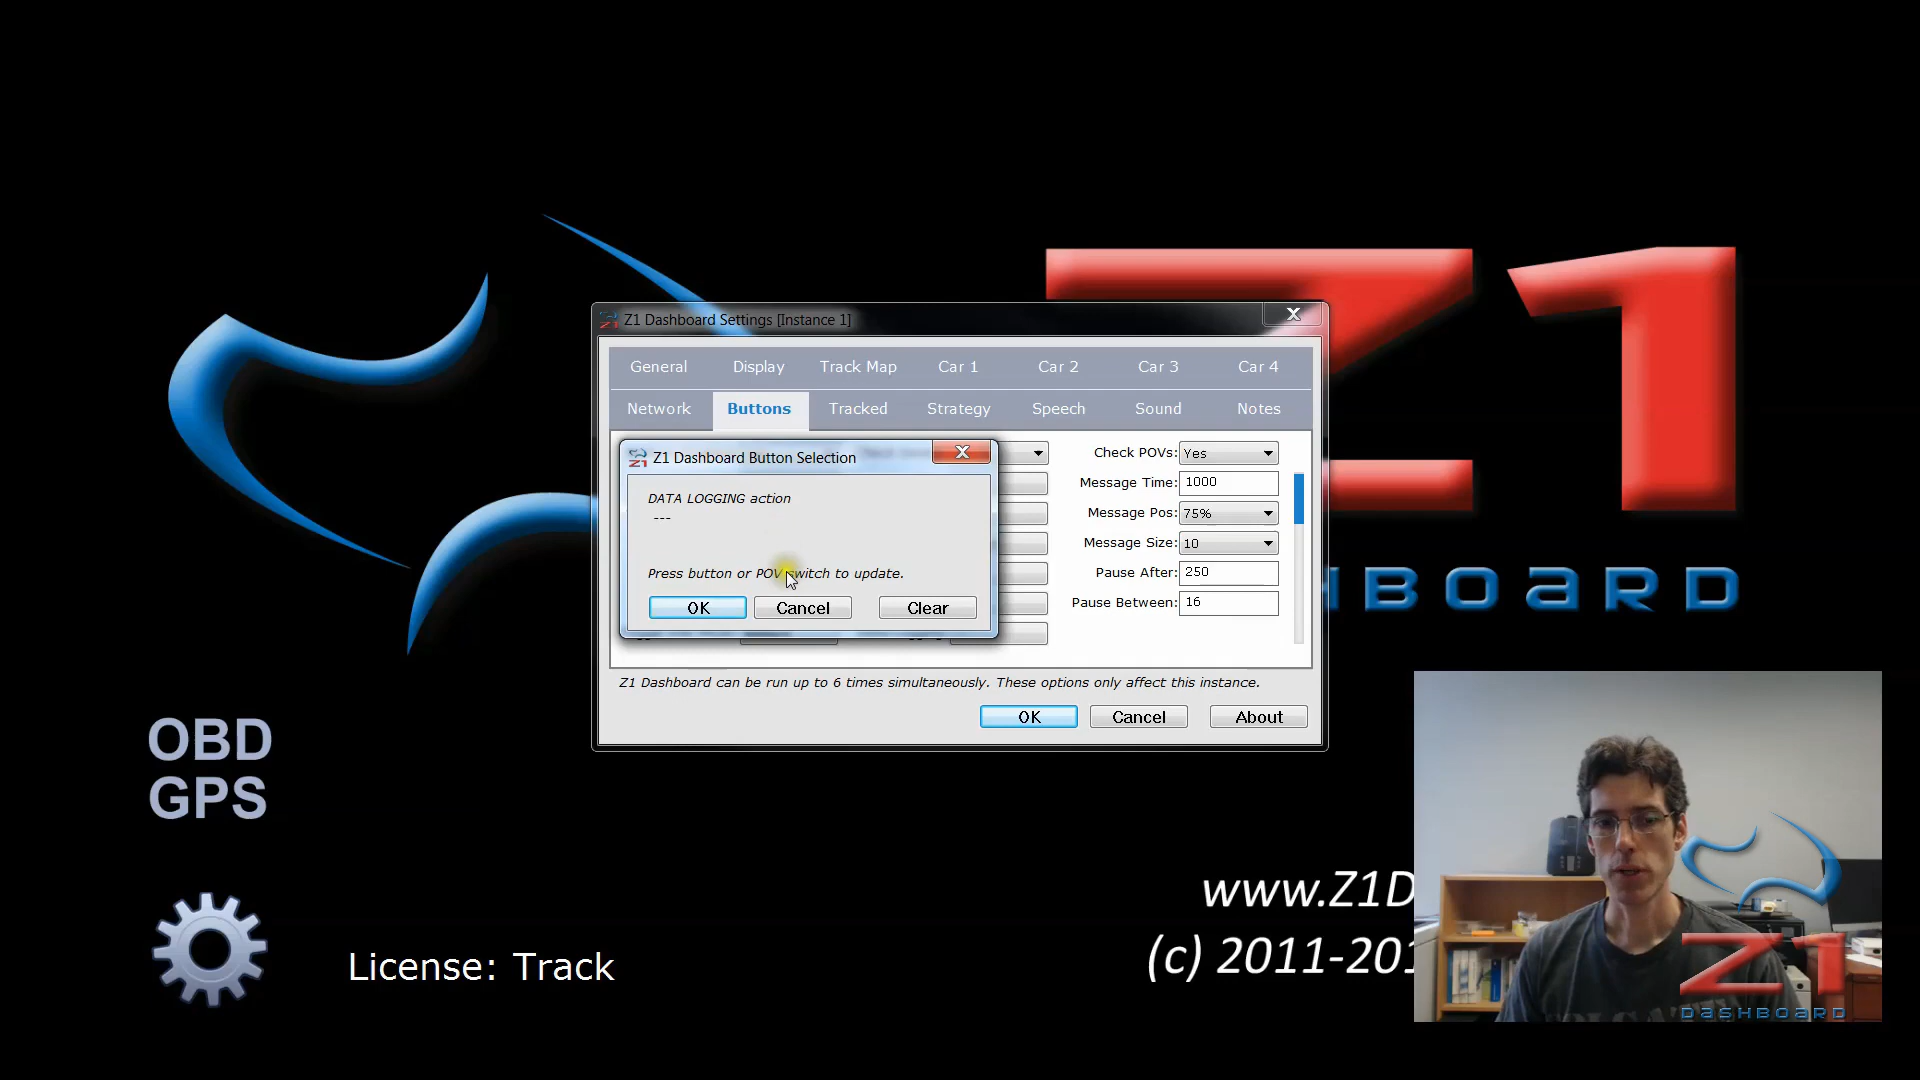 Z1
DASHBOARD
Z1 Dashboard Settings [Instance 1]
X
General Display Track Map Car 1 Car 2 Car 3 Car 4
Network Buttons Tracked Strategy Speech Sound Notes
Z1 Dashboard Button Selection
X
DATA LOGGING action
---
Press button or POV switch to update.
OK Cancel Clear
Check POVs: Yes
Message Time: 1000
Message Pos: 75%
Message Size: 10
Pause After: 250
Pause Between: 16
Z1 Dashboard can be run up to 6 times simultaneously. These options only affect this instance.
OK Cancel About
OBD
GPS
License: Track
www.Z1D
(c) 2011-201
Z1
DASHBOARD